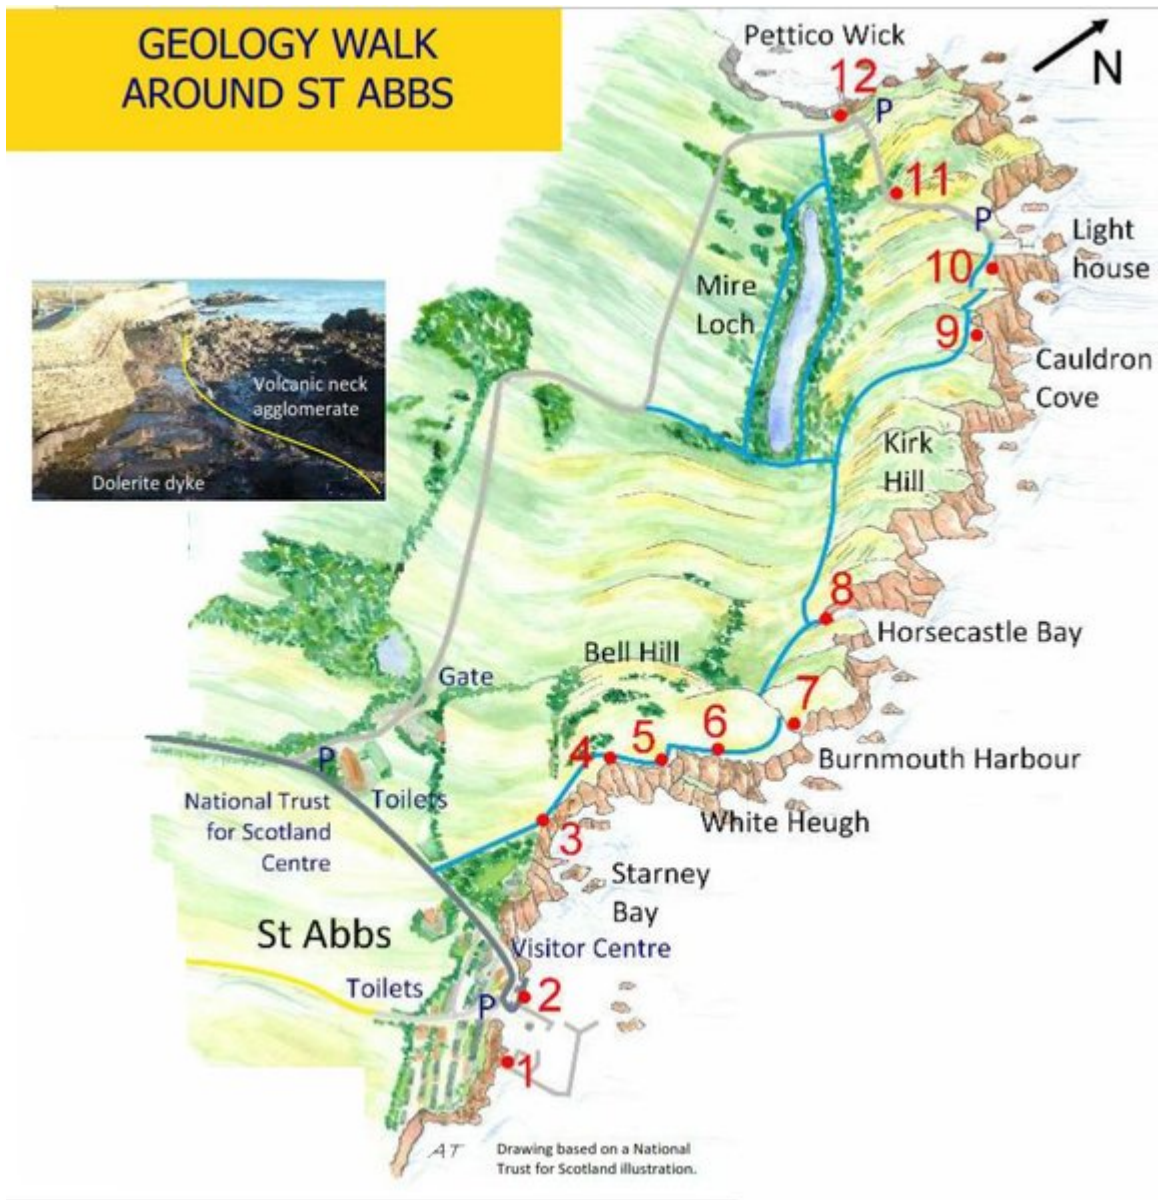 GEOLOGY WALK
AROUND ST ABBS
Pettico Wick
N
12
P
11
P
Light
house
10
Mire
Loch
9
Cauldron
Cove
Volcanic neck
agglomerate
Dolerite dyke
Kirk
Hill
8
Horsecastle Bay
Bell Hill
Gate
7
6
5
4
P
Burnmouth Harbour
National Trust
for Scotland
Centre
Toilets
White Heugh
3
Starney
Bay
St Abbs
Visitor Centre
Toilets
P
2
1
AT
Drawing based on a National
Trust for Scotland illustration.